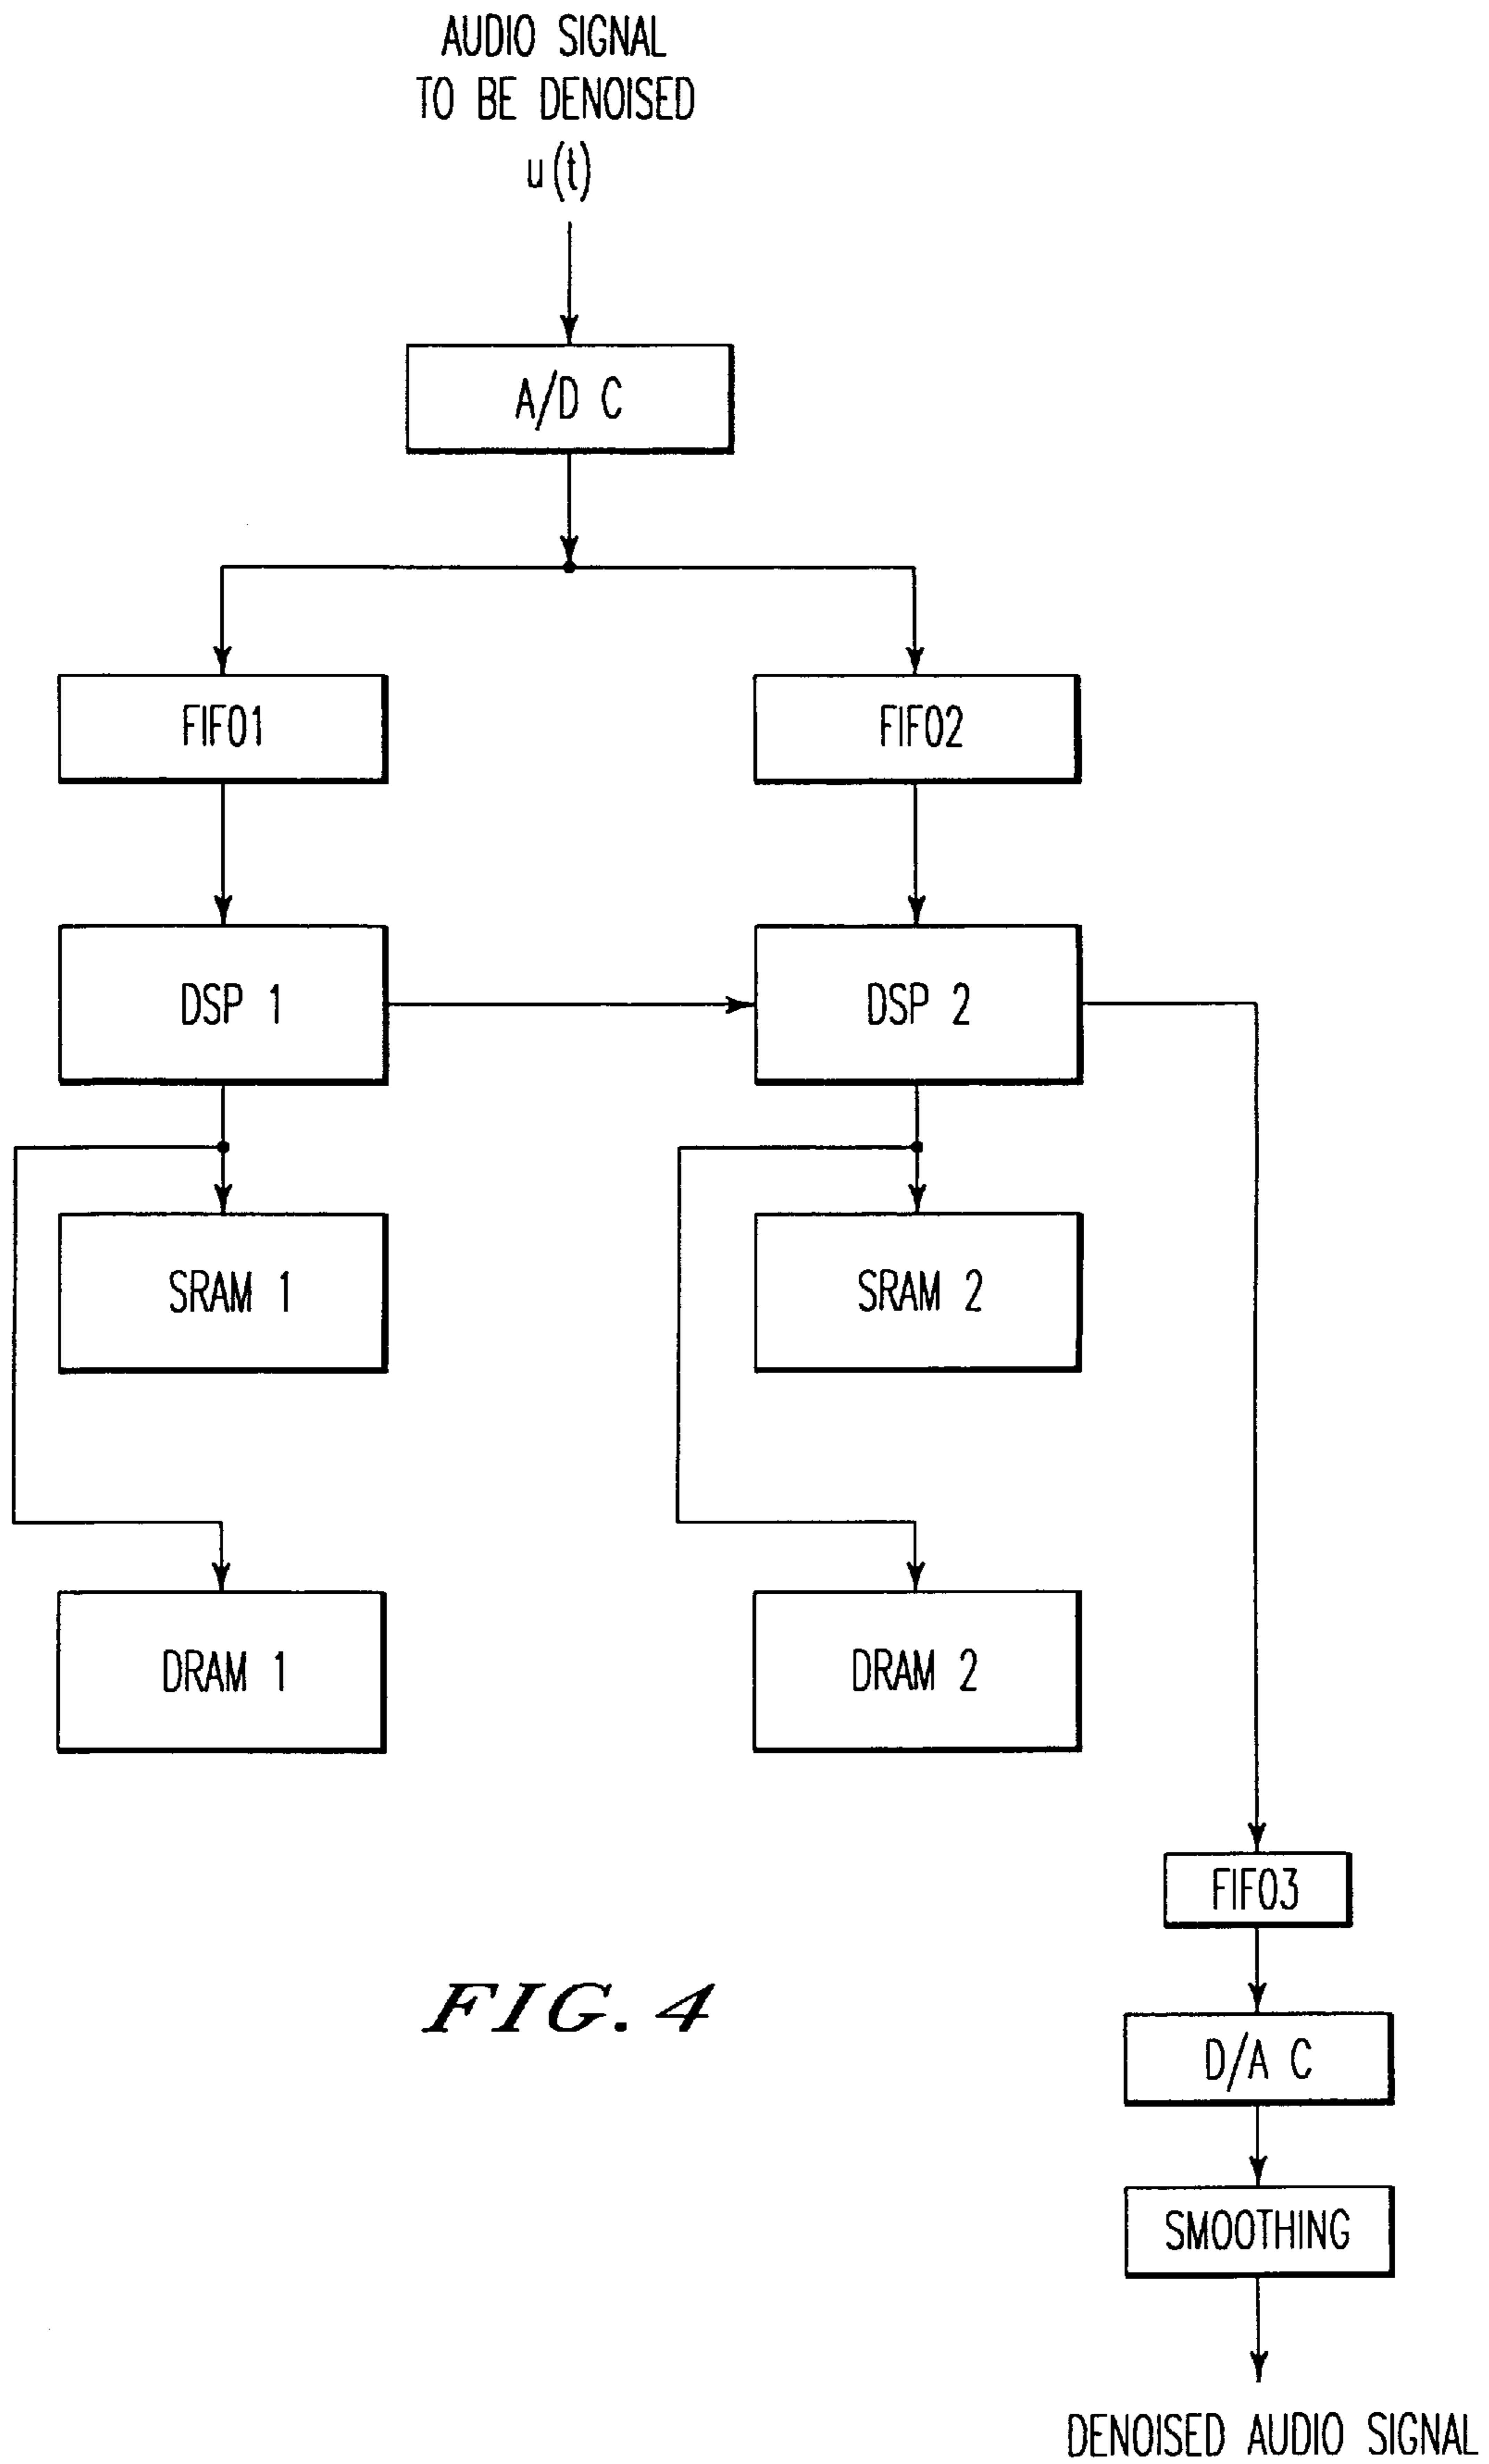 AUDIO SIGNAL
TO BE DENOISED
u(t)
A/D C
FIFO1
FIFO2
DSP 1
DSP 2
SRAM 1
SRAM 2
DRAM 1
DRAM 2
FIFO3
FIG. 4
D/A C
SMOOTHING
DENOISED AUDIO SIGNAL